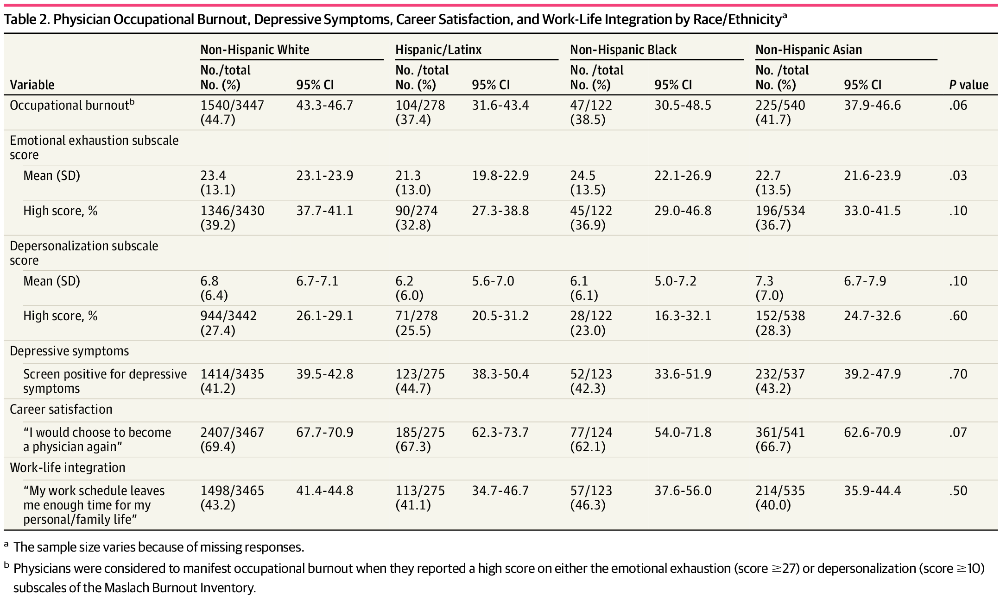 Table 2. Physician Occupational Burnout, Depressive Symptoms, Career Satisfaction, and Work-Life Integration by Race/Ethnicityᵃ
Non-Hispanic White Hispanic/Latinx Non-Hispanic Black Non-Hispanic Asian
No./total No. /total No. /total No. /total
Variable No. (%) 95% CI No. (%) 95% CI No. (%) 95% CI No. (%) 95% CI P value
Occupational burnoutᵇ 1540/3447 43.3-46.7 104/278 31.6-43.4 47/122 30.5-48.5 225/540 37.9-46.6 .06
(44.7) (37.4) (38.5) (41.7)
Emotional exhaustion subscale
score
Mean (SD) 23.4 23.1-23.9 21.3 19.8-22.9 24.5 22.1-26.9 22.7 21.6-23.9 .03
(13.1) (13.0) (13.5) (13.5)
High score, % 1346/3430 37.7-41.1 90/274 27.3-38.8 45/122 29.0-46.8 196/534 33.0-41.5 .10
(39.2) (32.8) (36.9) (36.7)
Depersonalization subscale
score
Mean (SD) 6.8 6.7-7.1 6.2 5.6-7.0 6.1 5.0-7.2 7.3 6.7-7.9 .10
(6.4) (6.0) (6.1) (7.0)
High score, % 944/3442 26.1-29.1 71/278 20.5-31.2 28/122 16.3-32.1 152/538 24.7-32.6 .60
(27.4) (25.5) (23.0) (28.3)
Depressive symptoms
Screen positive for depressive 1414/3435 39.5-42.8 123/275 38.3-50.4 52/123 33.6-51.9 232/537 39.2-47.9 .70
symptoms (41.2) (44.7) (42.3) (43.2)
Career satisfaction
“I would choose to become 2407/3467 67.7-70.9 185/275 62.3-73.7 77/124 54.0-71.8 361/541 62.6-70.9 .07
a physician again” (69.4) (67.3) (62.1) (66.7)
Work-life integration
“My work schedule leaves 1498/3465 41.4-44.8 113/275 34.7-46.7 57/123 37.6-56.0 214/535 35.9-44.4 .50
me enough time for my (43.2) (41.1) (46.3) (40.0)
personal/family life”
ᵃ The sample size varies because of missing responses.
ᵇ Physicians were considered to manifest occupational burnout when they reported a high score on either the emotional exhaustion (score ≥27) or depersonalization (score ≥10)
subscales of the Maslach Burnout Inventory.